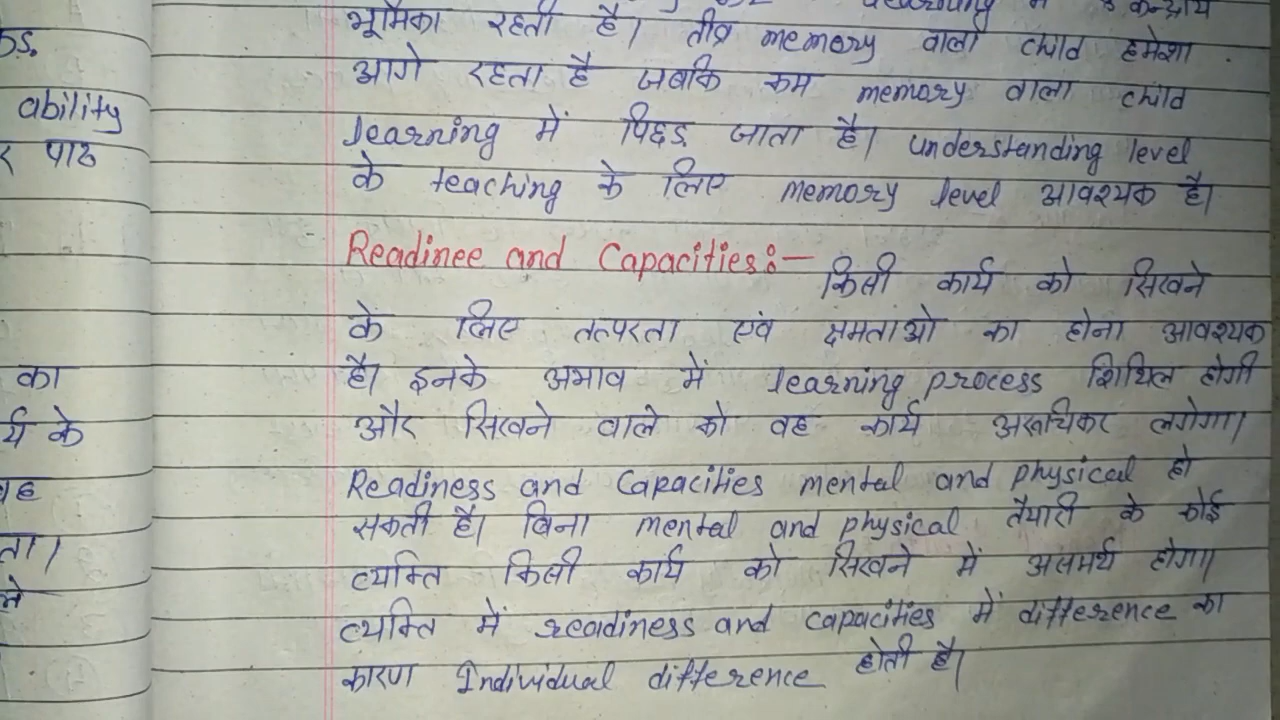 learning में केन्द्रीय
भूमिका रहती है। तीव्र memory वाला child हमेशा
आगे रहता है जबकि कम memory वाला child
learning में पिछड़ जाता है। understanding level
के teaching के लिए memory level आवश्यक है।
Readinee and Capacities:—
किसी कार्य को सिखने
के लिए तत्परता एवं क्षमताओ का होना आवश्यक
है। इनके अभाव में learning process शिथिल होगी
और सिखने वाले को वह कार्य अरूचिकर लगेगा।
Readiness and Capacities mental and physical हो
सकती है। बिना mental and physical तैयारी के कोई
व्यक्ति किसी कार्य को सिखने में असमर्थ होगा।
व्यक्ति में readiness and capacities में difference का
कारण Individual difference होती है।
ability
र पाठ
का
र्य के
ता।